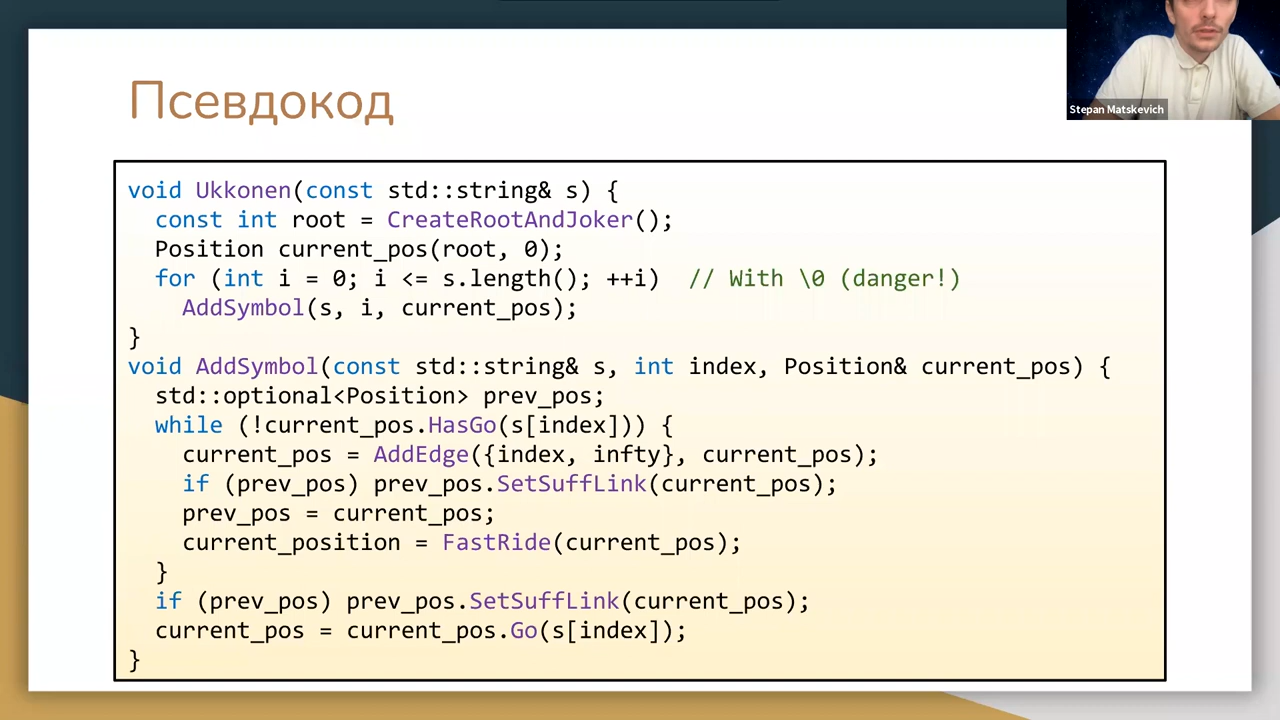 Псевдокод
Stepan Matskevich
void Ukkonen(const std::string& s) {
  const int root = CreateRootAndJoker();
  Position current_pos(root, 0);
  for (int i = 0; i <= s.length(); ++i)  // With \0 (danger!)
    AddSymbol(s, i, current_pos);
}
void AddSymbol(const std::string& s, int index, Position& current_pos) {
  std::optional<Position> prev_pos;
  while (!current_pos.HasGo(s[index])) {
    current_pos = AddEdge({index, infty}, current_pos);
    if (prev_pos) prev_pos.SetSuffLink(current_pos);
    prev_pos = current_pos;
    current_position = FastRide(current_pos);
  }
  if (prev_pos) prev_pos.SetSuffLink(current_pos);
  current_pos = current_pos.Go(s[index]);
}